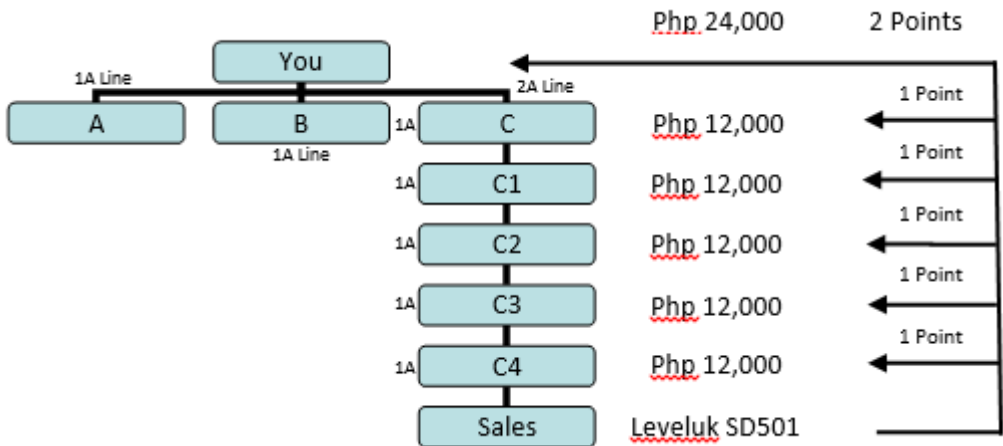 Php 24,000 2 Points
You
1A Line 2A Line 1 Point
A B 1A C Php 12,000
1A Line 1 Point
1A C1 Php 12,000
1 Point
1A C2 Php 12,000
1 Point
1A C3 Php 12,000
1 Point
1A C4 Php 12,000
Sales Leveluk SD501